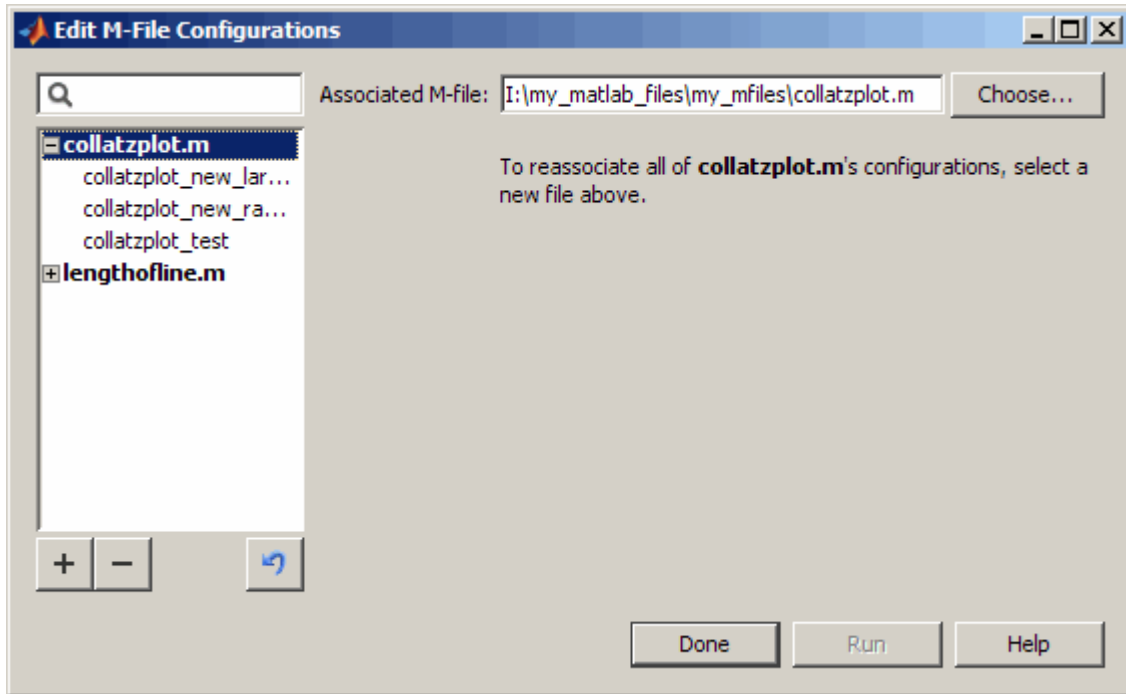 Edit M-File Configurations
Associated M-file: I:\my_matlab_files\my_mfiles\collatzplot.m Choose...
collatzplot.m
collatzplot_new_lar...
collatzplot_new_ra...
collatzplot_test
lengthofline.m
To reassociate all of collatzplot.m's configurations, select a
new file above.
Done Run Help